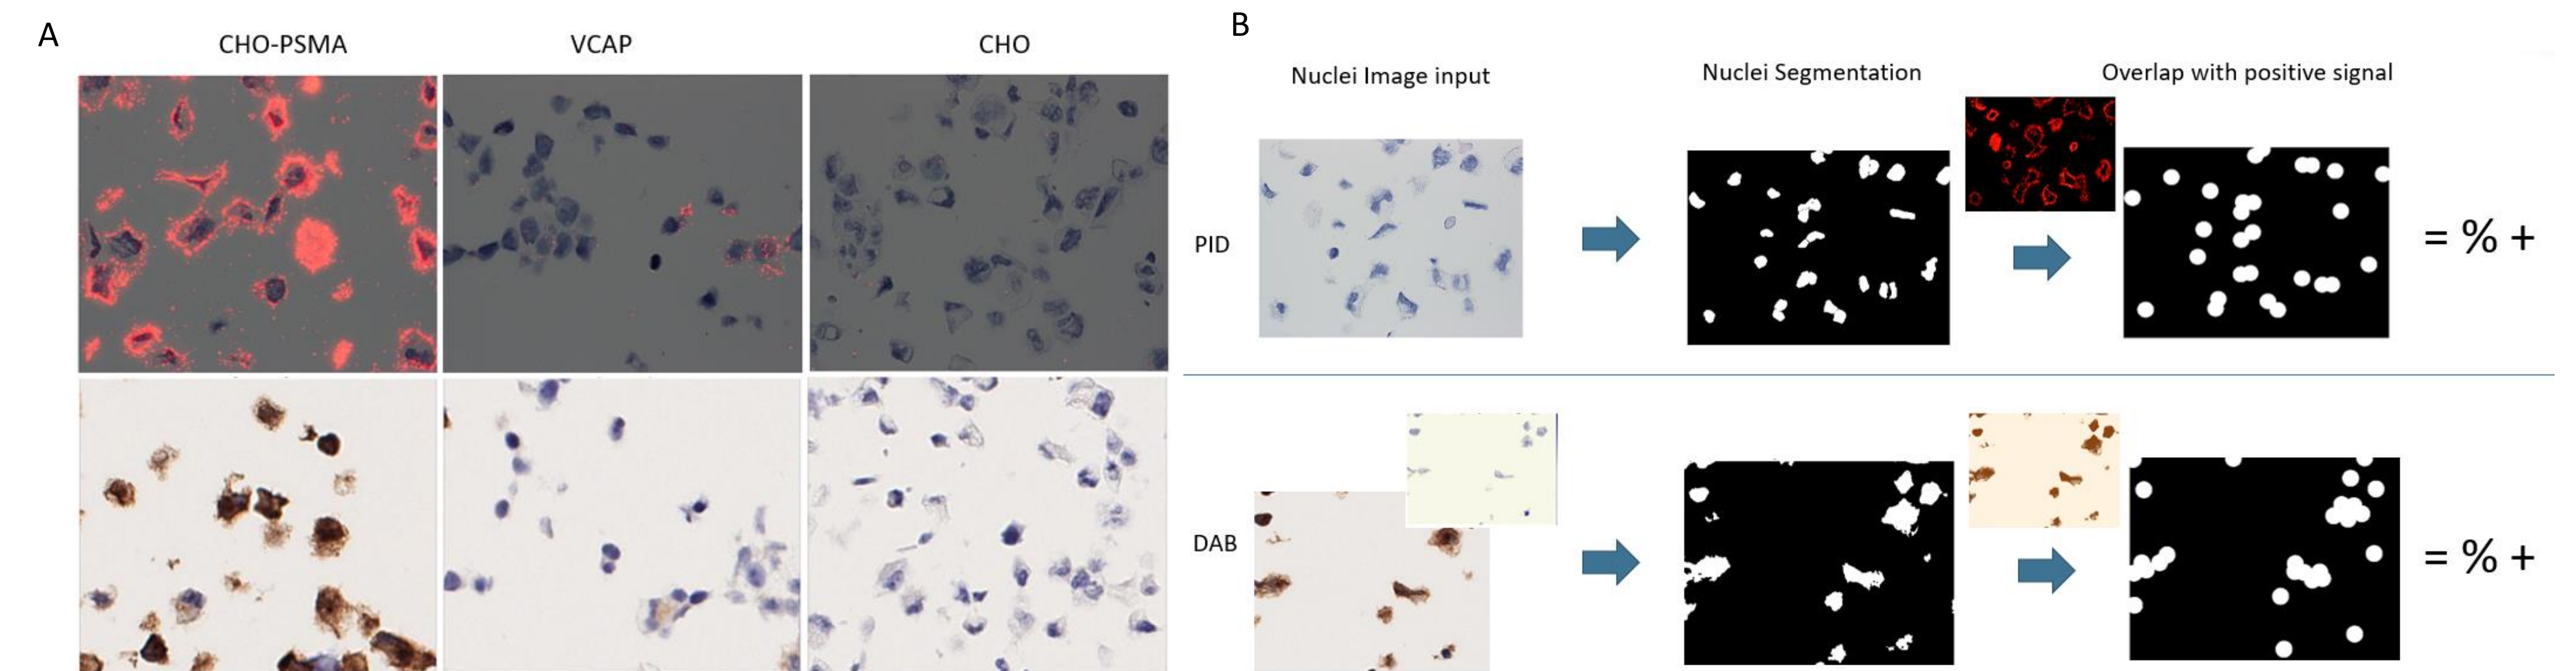 A
CHO-PSMA
VCAP
CHO
B
Nuclei Image input
Nuclei Segmentation
Overlap with positive signal
PID
= % +
DAB
= % +